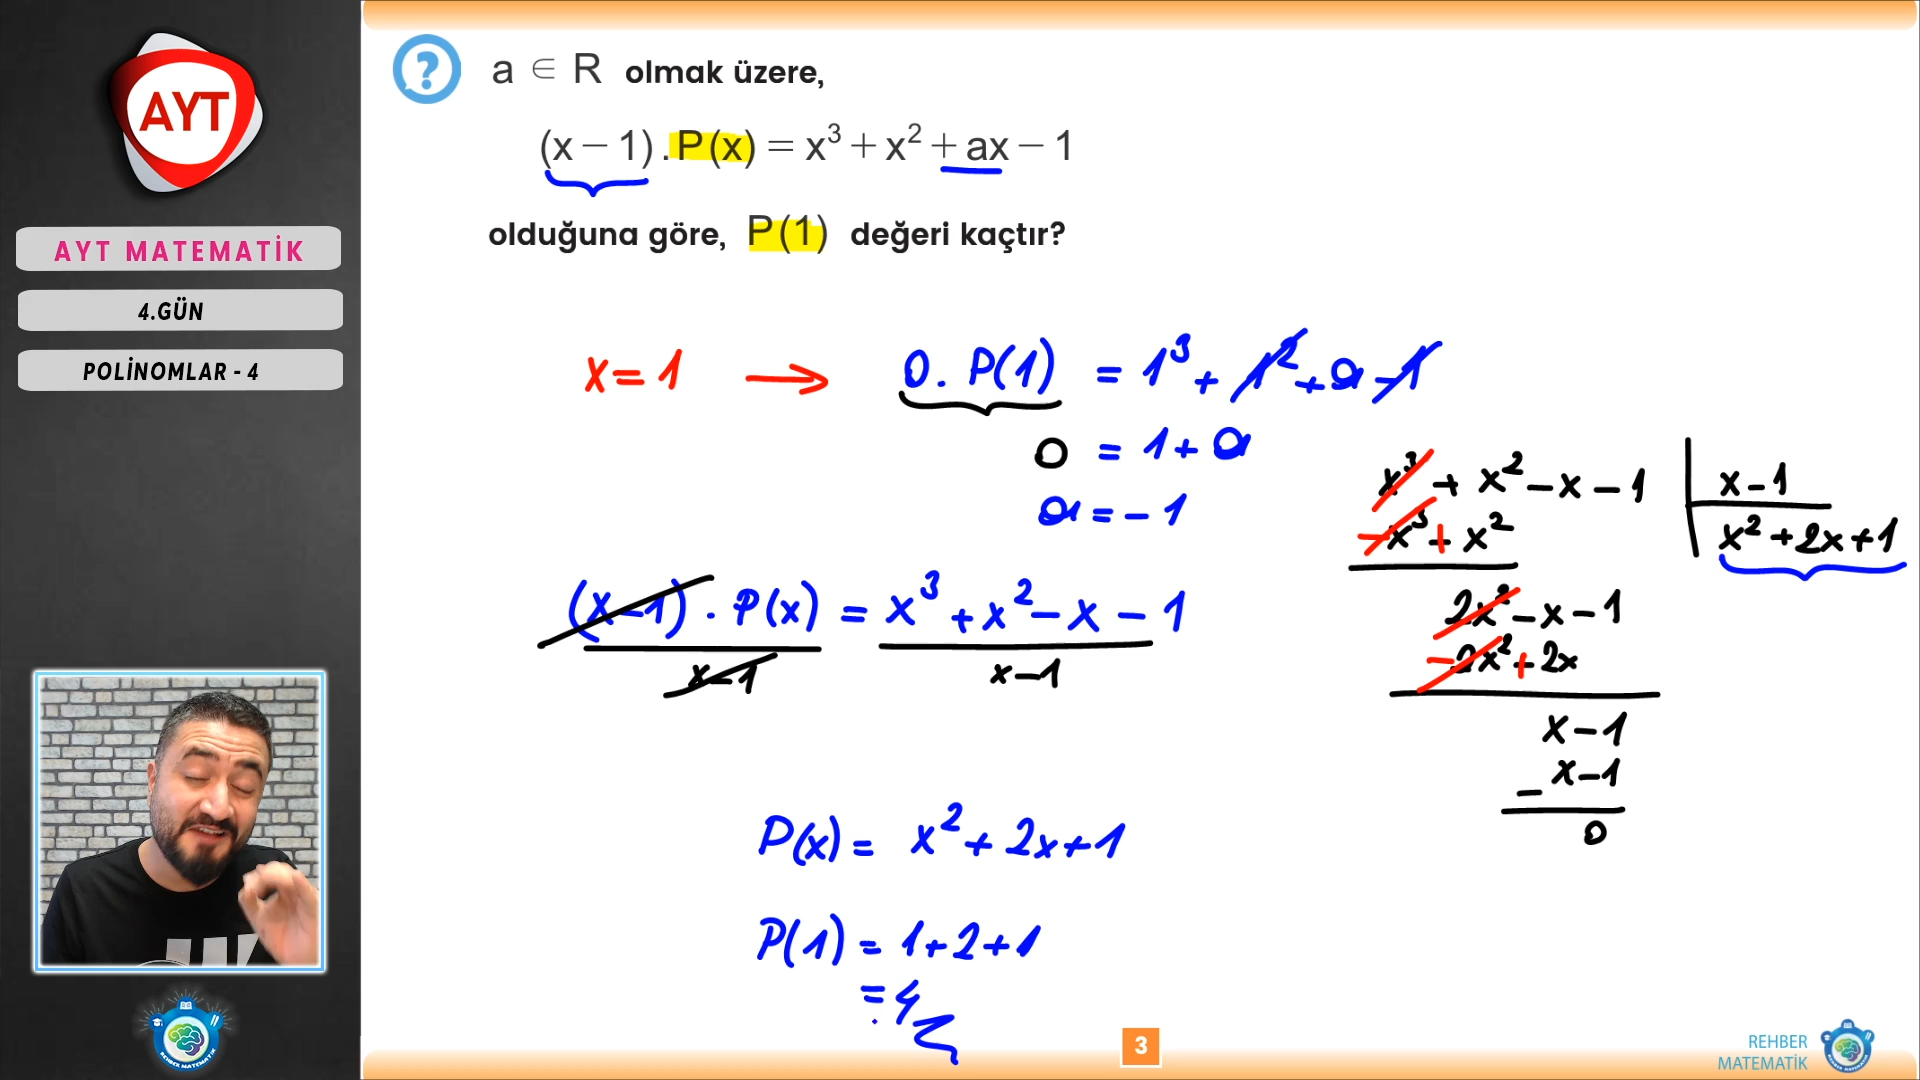 AYT
AYT MATEMATİK
4.GÜN
POLİNOMLAR - 4
?
a ∈ R olmak üzere,
(x − 1) . P(x) = x³ + x² + ax − 1
olduğuna göre, P(1) değeri kaçtır?
x = 1 → 0. P(1) = 1³ + 1² + a − 1
0 = 1 + a
a = − 1
(x−1) . P(x) = x³ + x² − x − 1
x−1 x−1
P(x) = x² + 2x + 1
P(1) = 1 + 2 + 1
= 4
x³ + x² − x − 1 x − 1
− x³ + x² x² + 2x + 1
2x² − x − 1
− 2x² + 2x
x − 1
− x − 1
0
3
REHBER MATEMATİK
REHBER
MATEMATİK